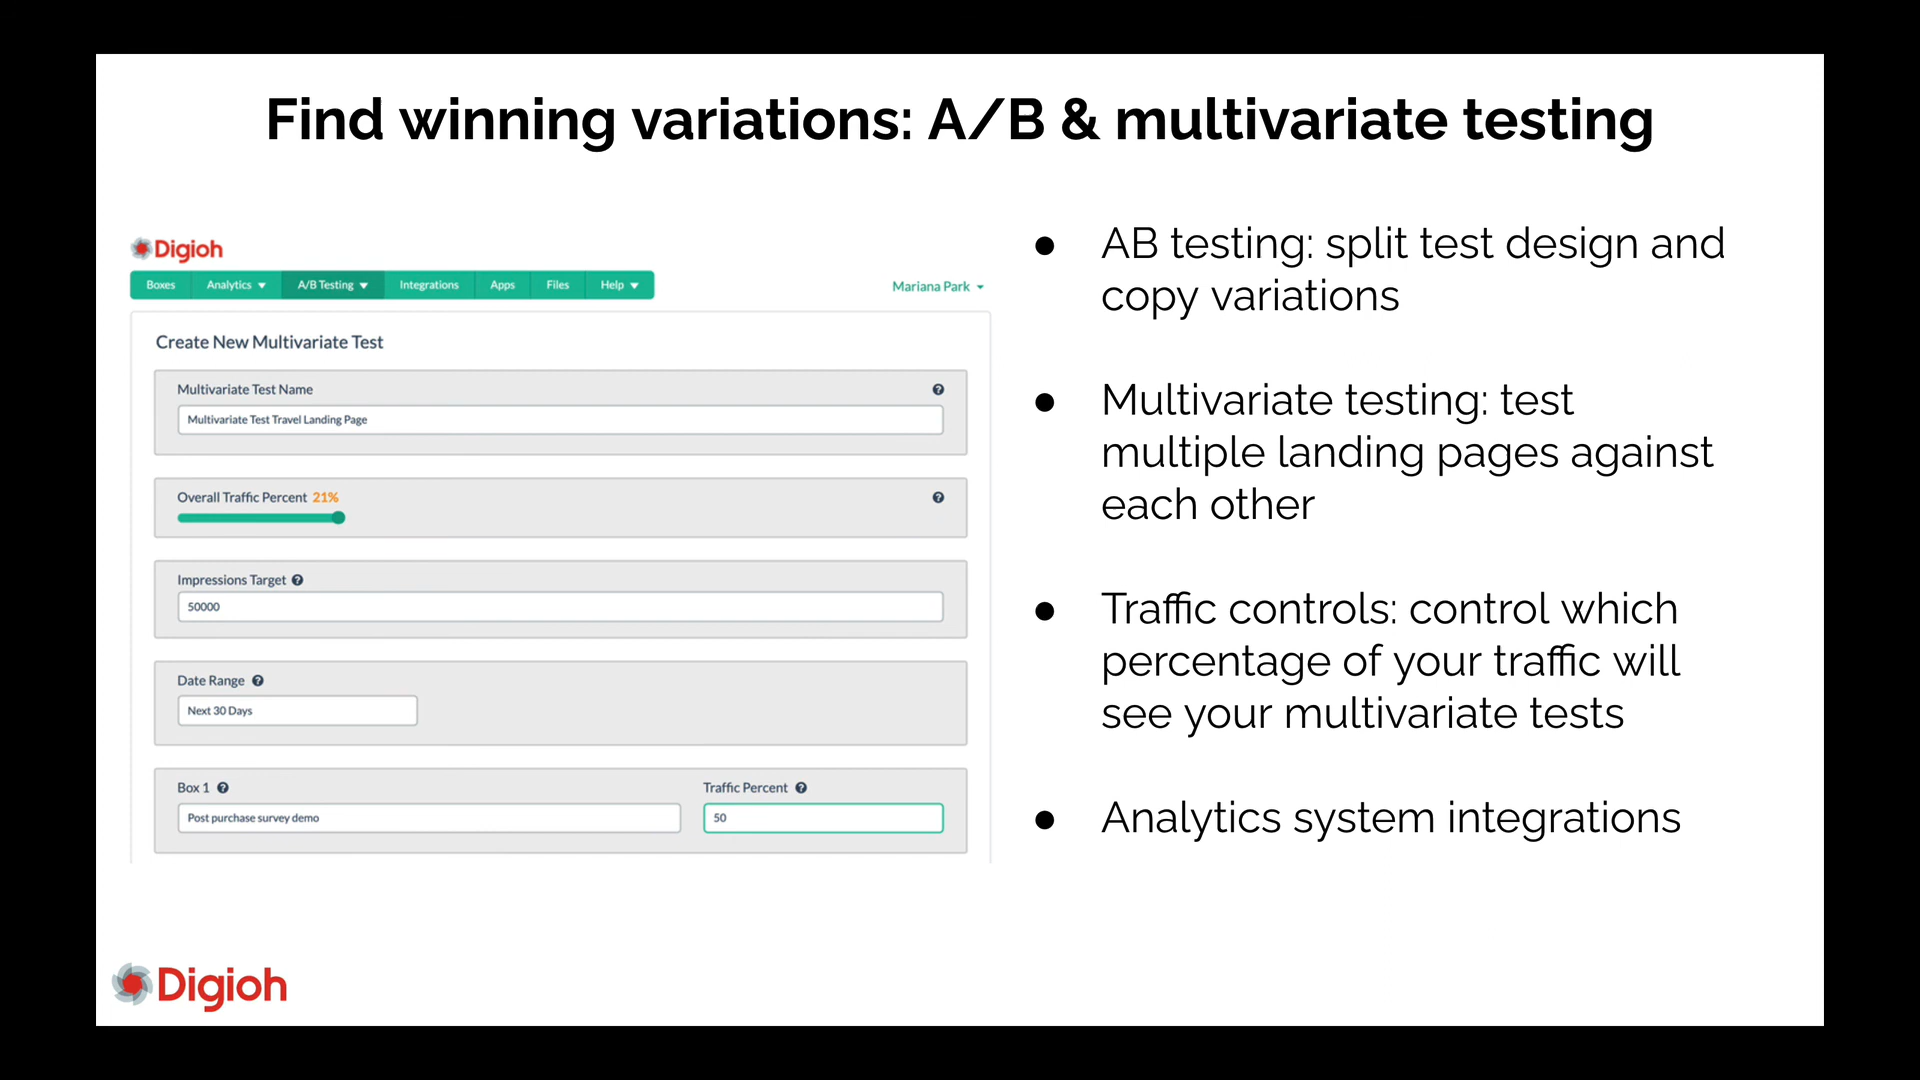 Find winning variations: A/B & multivariate testing
Digioh
Boxes Analytics A/B Testing Integrations Apps Files Help
Mariana Park
Create New Multivariate Test
Multivariate Test Name
Multivariate Test Travel Landing Page
Overall Traffic Percent 21%
Impressions Target
50000
Date Range
Next 30 Days
Box 1 Traffic Percent
Post purchase survey demo 50
● AB testing: split test design and
copy variations
● Multivariate testing: test
multiple landing pages against
each other
● Traffic controls: control which
percentage of your traffic will
see your multivariate tests
● Analytics system integrations
Digioh